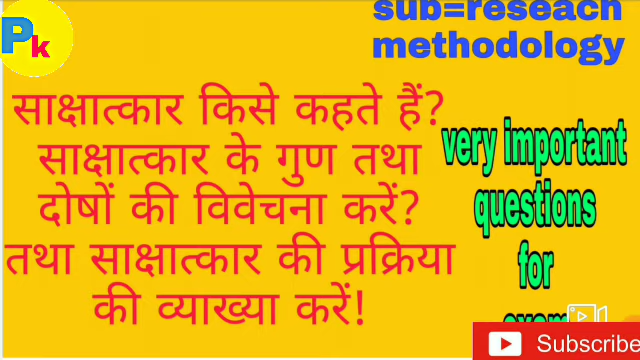 Pk
sub=reseach
methodology
साक्षात्कार किसे कहते हैं?
साक्षात्कार के गुण तथा
दोषों की विवेचना करें?
तथा साक्षात्कार की प्रक्रिया
की व्याख्या करें!
very important
questions
for
Subscribe